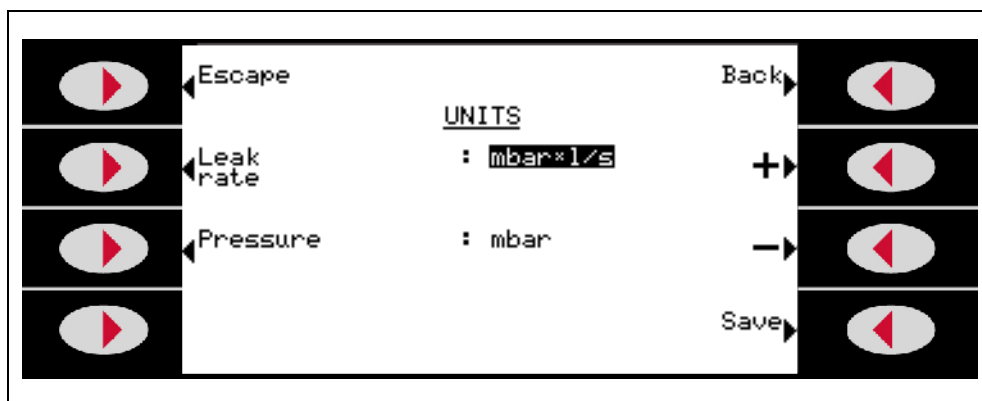 Escape Back
UNITS
Leak : mbar*l/s +
rate
Pressure : mbar −
Save